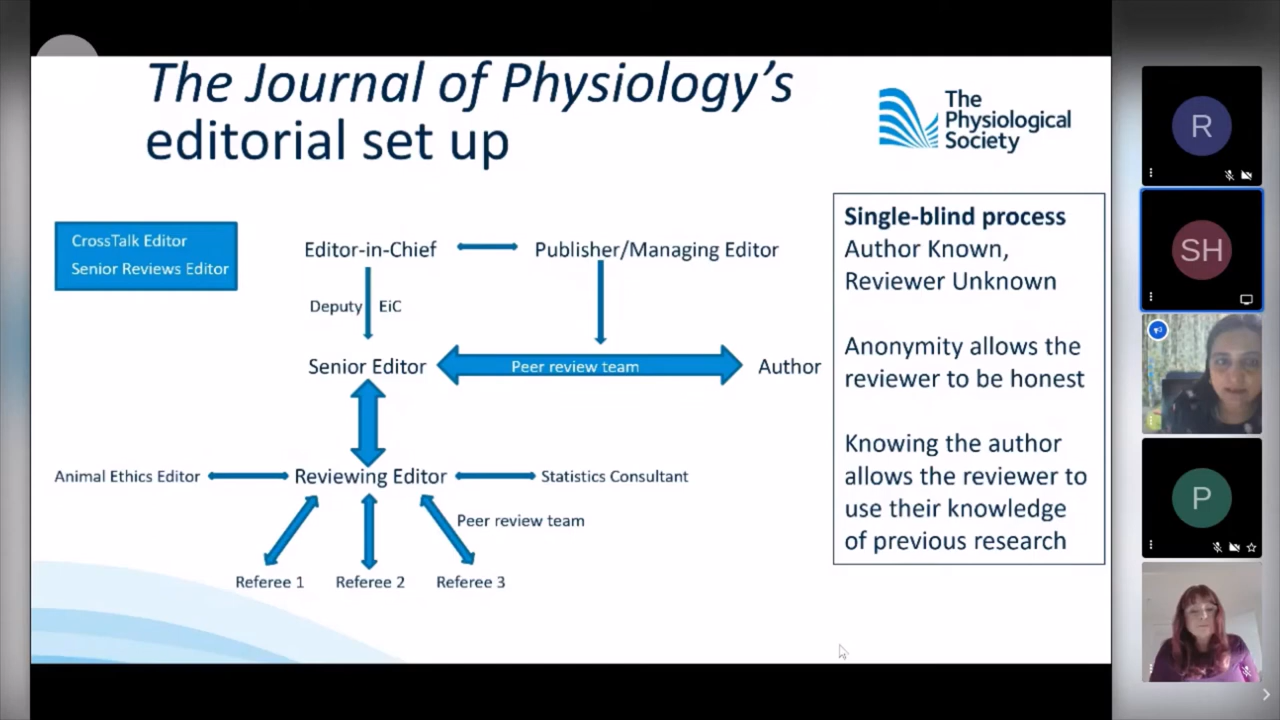 The Journal of Physiology's
editorial set up
The
Physiological
Society
CrossTalk Editor
Senior Reviews Editor
Editor-in-Chief
Publisher/Managing Editor
Deputy
EiC
Senior Editor
Peer review team
Author
Animal Ethics Editor
Reviewing Editor
Statistics Consultant
Peer review team
Referee 1
Referee 2
Referee 3
Single-blind process
Author Known,
Reviewer Unknown
Anonymity allows the
reviewer to be honest
Knowing the author
allows the reviewer to
use their knowledge
of previous research
R
SH
P